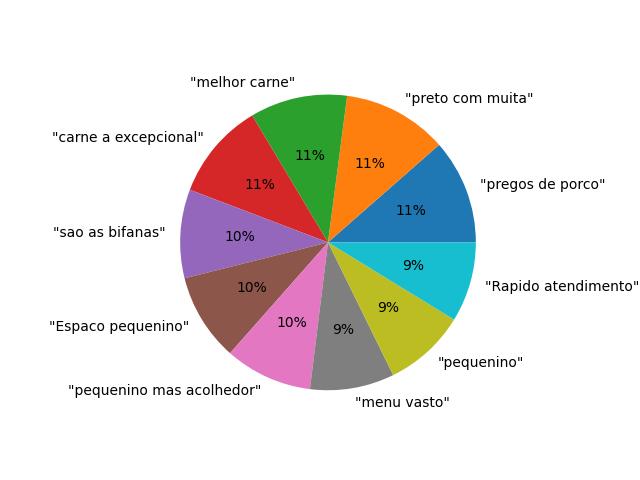 "melhor carne"
"preto com muita"
"carne a excepcional"
11%
11%
11%
"pregos de porco"
11%
"sao as bifanas"
10%
9%
"Rapido atendimento"
10%
9%
10%
9%
"Espaco pequenino"
"pequenino"
"pequenino mas acolhedor"
"menu vasto"